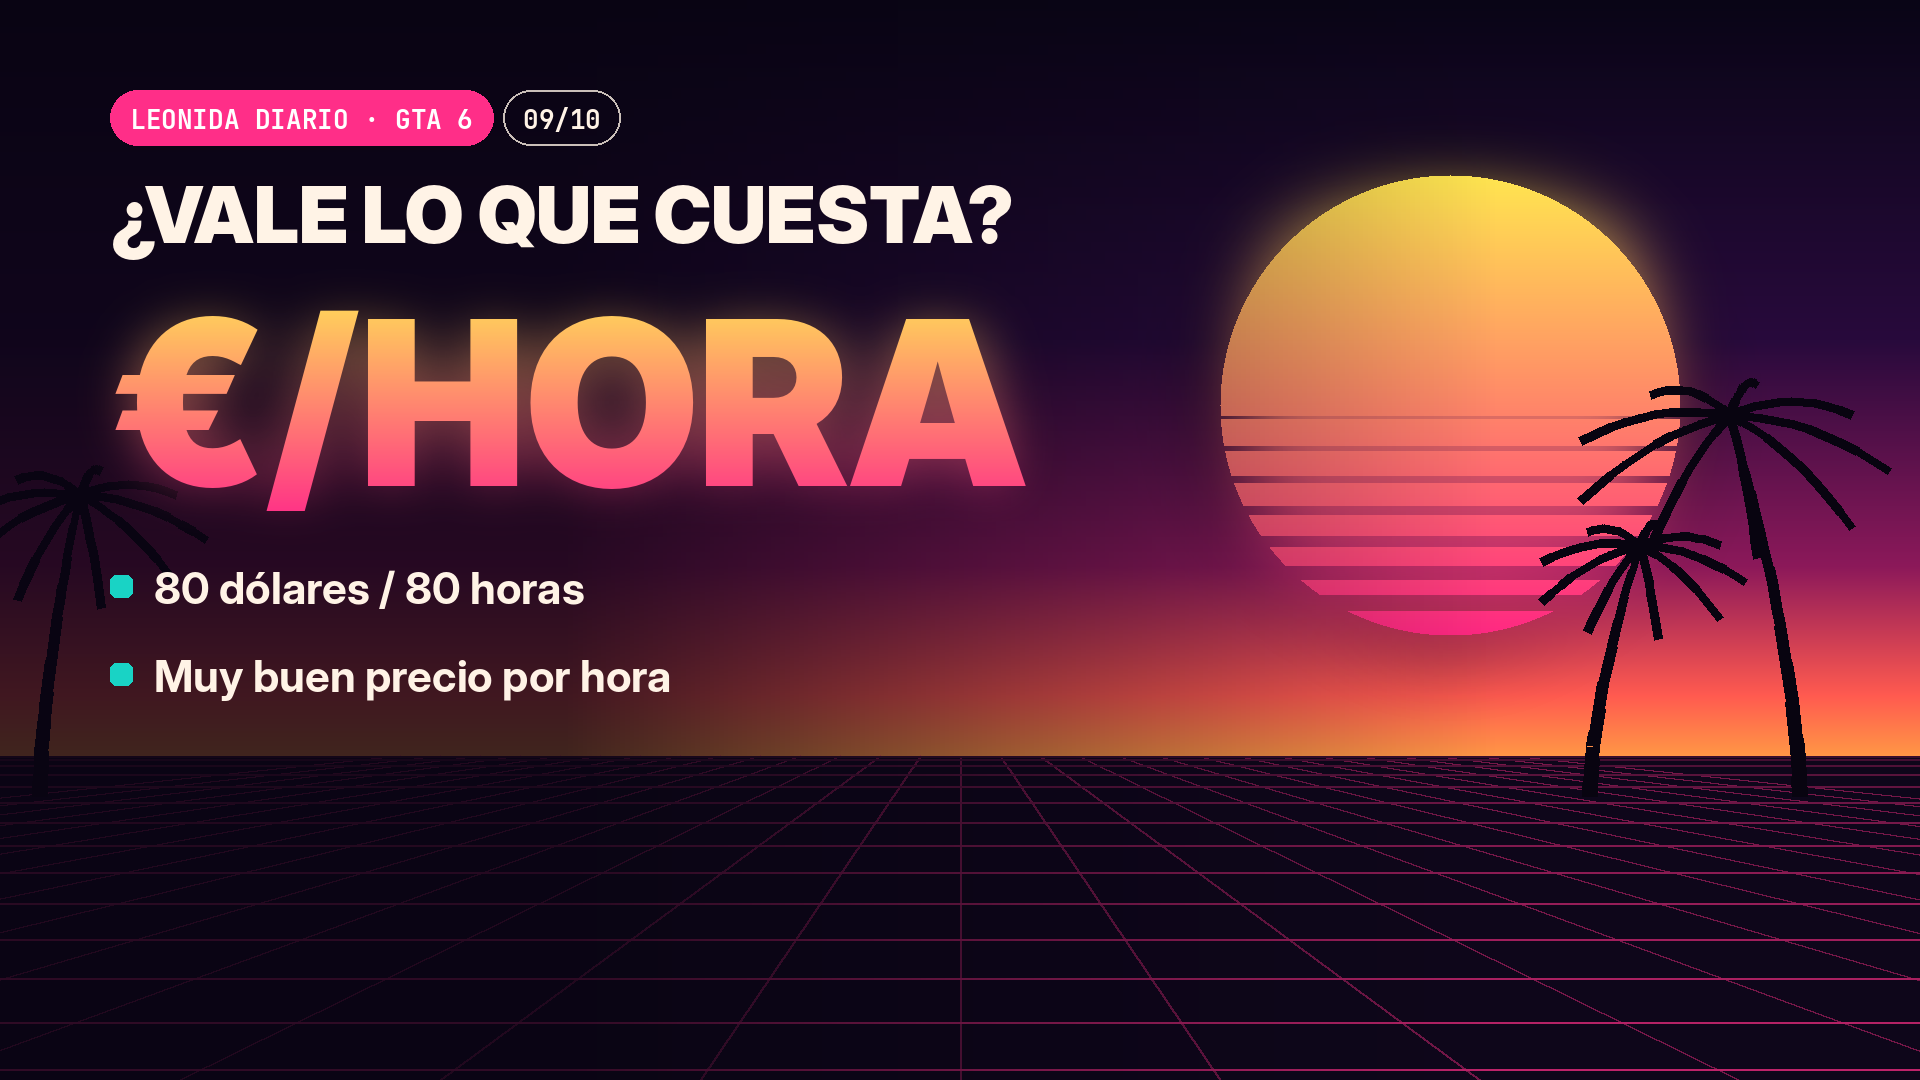 LEONIDA DIARIO · GTA 6 09/10
¿VALE LO QUE CUESTA?
€/HORA
80 dólares / 80 horas
Muy buen precio por hora